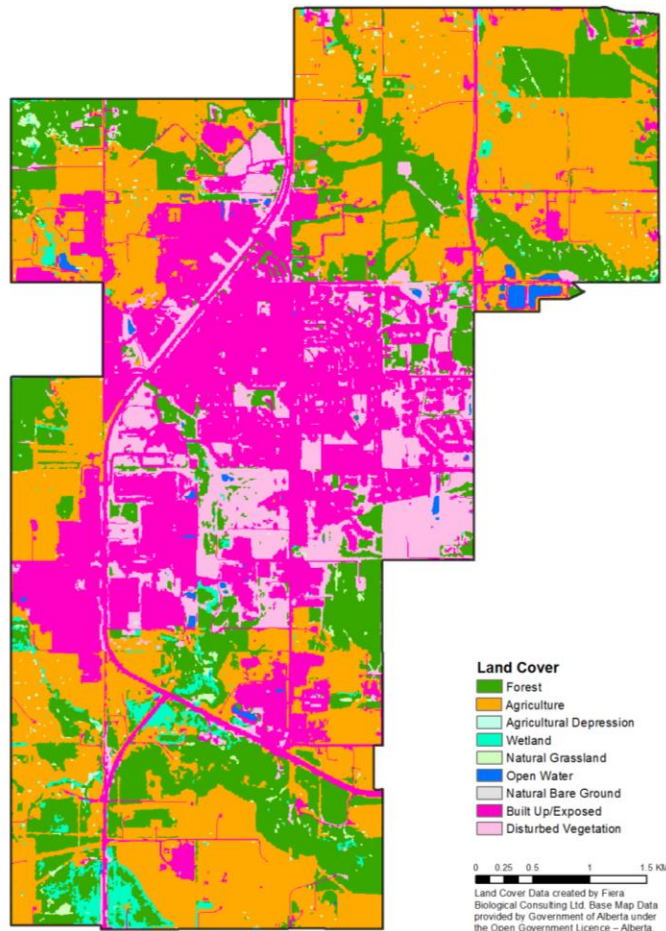 Land Cover
Forest
Agriculture
Agricultural Depression
Wetland
Natural Grassland
Open Water
Natural Bare Ground
Built Up/Exposed
Disturbed Vegetation
0 0.25 0.5 1 1.5 KM
Land Cover Data created by Fiera
Biological Consulting Ltd. Base Map Data
provided by Government of Alberta under
the Open Government Licence – Alberta.